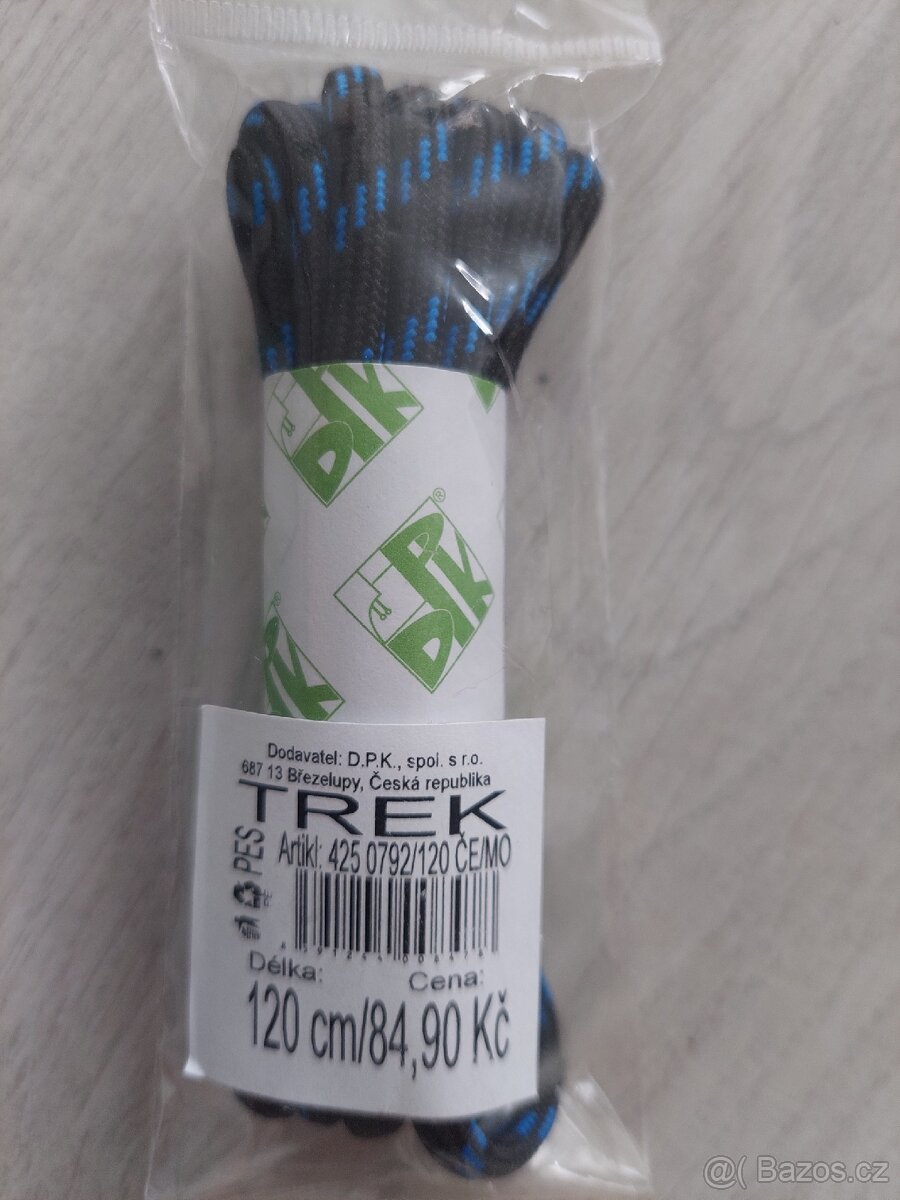 DPK
DPK
®
DPK
Dodavatel: D.P.K., spol. s r.o.
687 13 Březelupy, Česká republika
TREK
Artikl: 425 0792/120 ČE/MO
PES
Délka: Cena:
120 cm/84,90 Kč
@( Bazos.cz